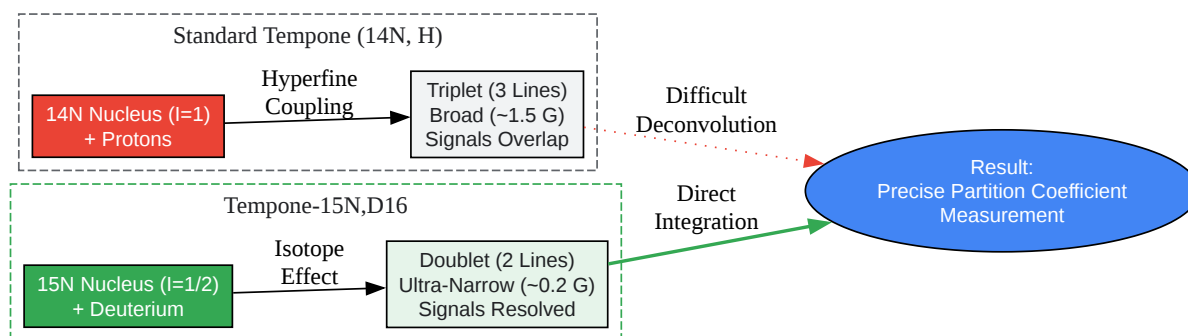 Standard Tempone (14N, H)
14N Nucleus (I=1)
+ Protons
Hyperfine
Coupling
Triplet (3 Lines)
Broad (~1.5 G)
Signals Overlap
Difficult
Deconvolution
Tempone-15N,D16
15N Nucleus (I=1/2)
+ Deuterium
Isotope
Effect
Doublet (2 Lines)
Ultra-Narrow (~0.2 G)
Signals Resolved
Direct
Integration
Result:
Precise Partition Coefficient
Measurement